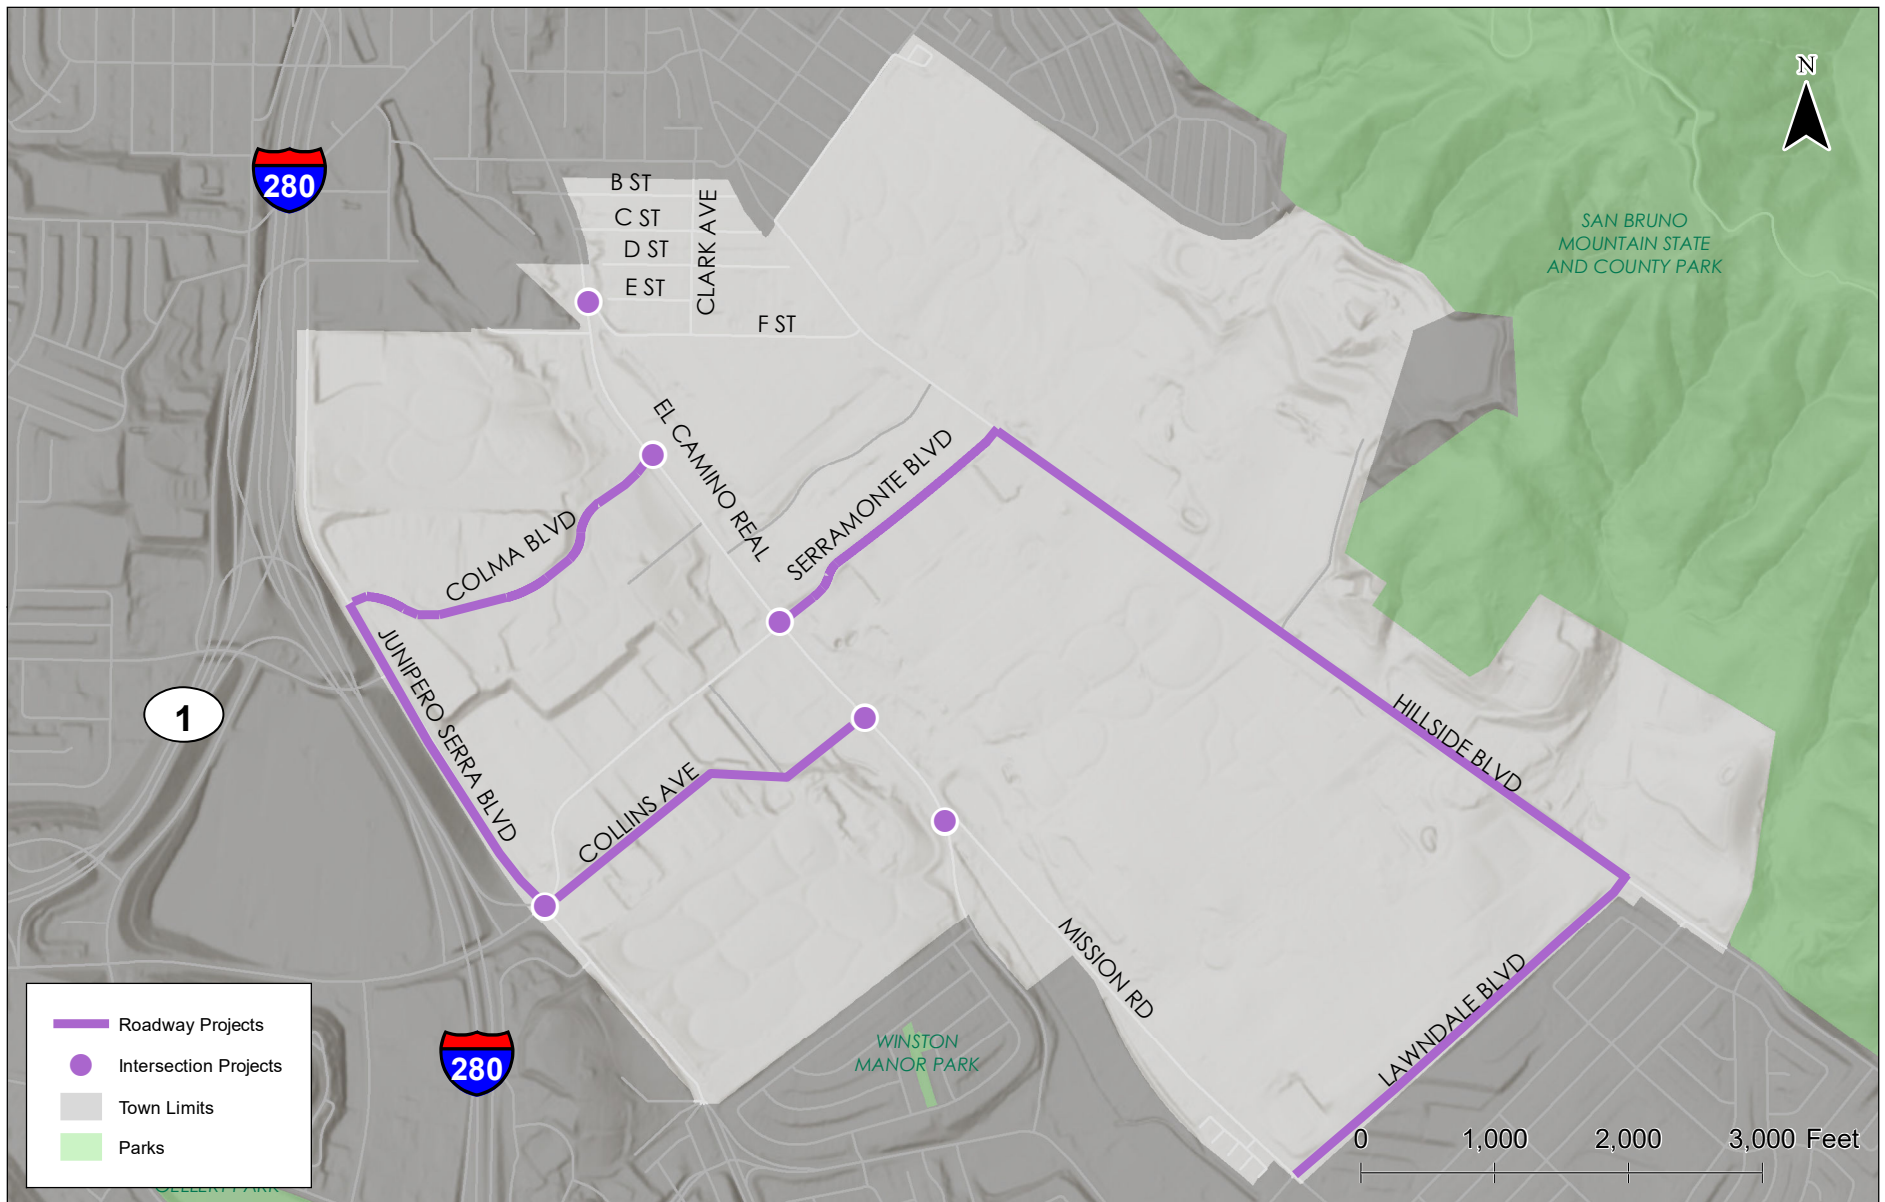 N
280
B ST
C ST
D ST
E ST
CLARK AVE
F ST
SAN BRUNO
MOUNTAIN STATE
AND COUNTY PARK
EL CAMINO REAL
SERRAMONTE BLVD
COLMA BLVD
JUNIPERO SERRA BLVD
1
HILLSIDE BLVD
COLLINS AVE
MISSION RD
LAWNDALE BLVD
WINSTON
MANOR PARK
280
Roadway Projects
Intersection Projects
Town Limits
Parks
0 1,000 2,000 3,000 Feet